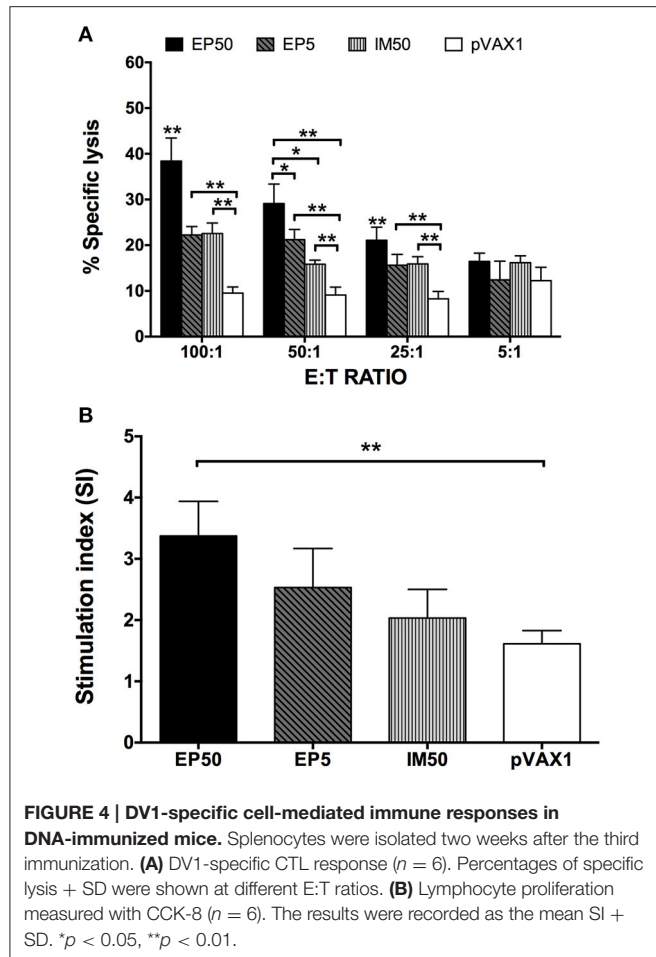 A
EP50 EP5 IM50 pVAX1
60
50
40
30
20
10
0
% Specific lysis
**
**
**
**
*
*
**
**
**
**
**
100:1 50:1 25:1 5:1
E:T RATIO
B
5
4
3
2
1
0
Stimulation index (SI)
**
EP50 EP5 IM50 pVAX1
FIGURE 4 | DV1-specific cell-mediated immune responses in
DNA-immunized mice. Splenocytes were isolated two weeks after the third
immunization. (A) DV1-specific CTL response (n = 6). Percentages of specific
lysis + SD were shown at different E:T ratios. (B) Lymphocyte proliferation
measured with CCK-8 (n = 6). The results were recorded as the mean SI +
SD. *p < 0.05, **p < 0.01.